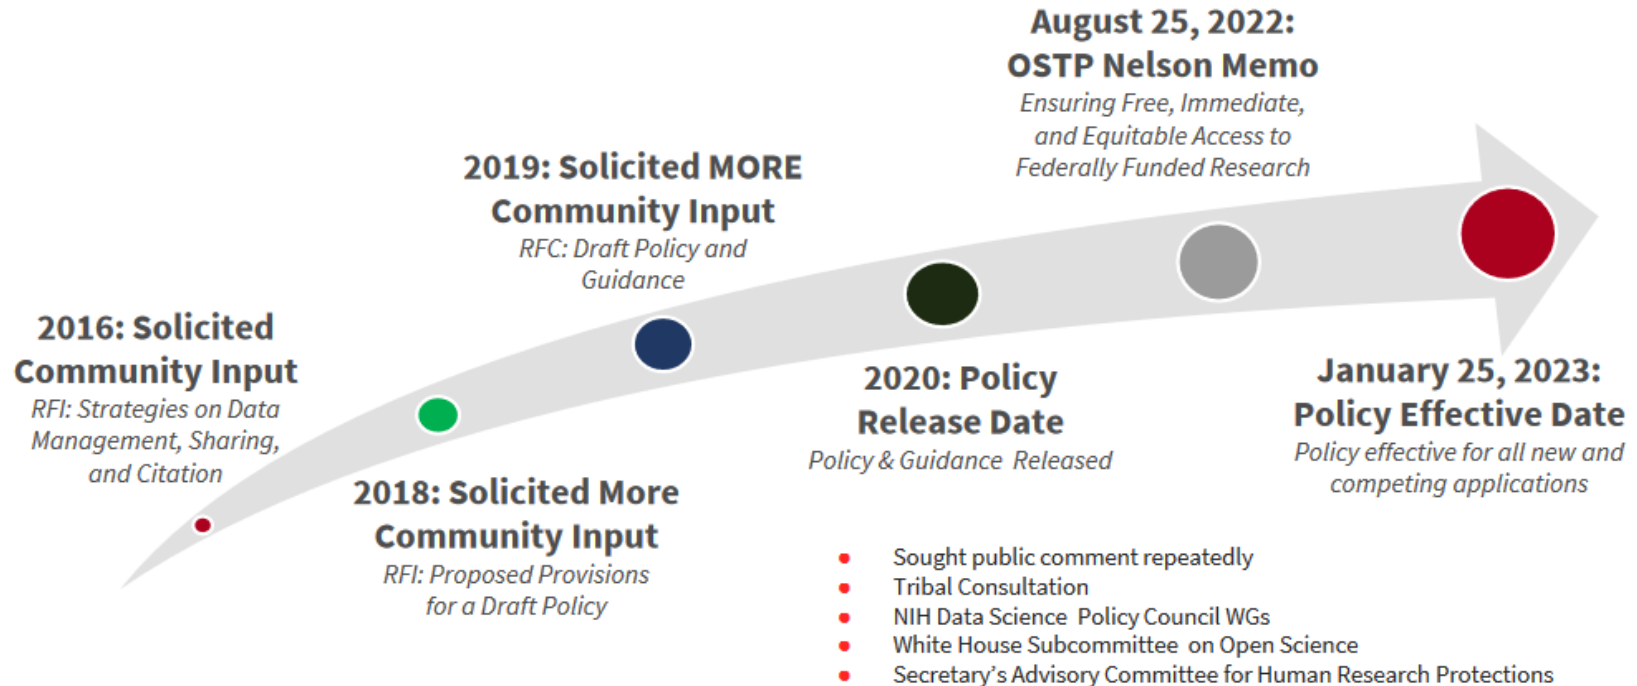 2016: Solicited
Community Input
RFI: Strategies on Data
Management, Sharing,
and Citation
2018: Solicited More
Community Input
RFI: Proposed Provisions
for a Draft Policy
2019: Solicited MORE
Community Input
RFC: Draft Policy and
Guidance
2020: Policy
Release Date
Policy & Guidance Released
August 25, 2022:
OSTP Nelson Memo
Ensuring Free, Immediate,
and Equitable Access to
Federally Funded Research
January 25, 2023:
Policy Effective Date
Policy effective for all new and
competing applications
• Sought public comment repeatedly
• Tribal Consultation
• NIH Data Science Policy Council WGs
• White House Subcommittee on Open Science
• Secretary's Advisory Committee for Human Research Protections